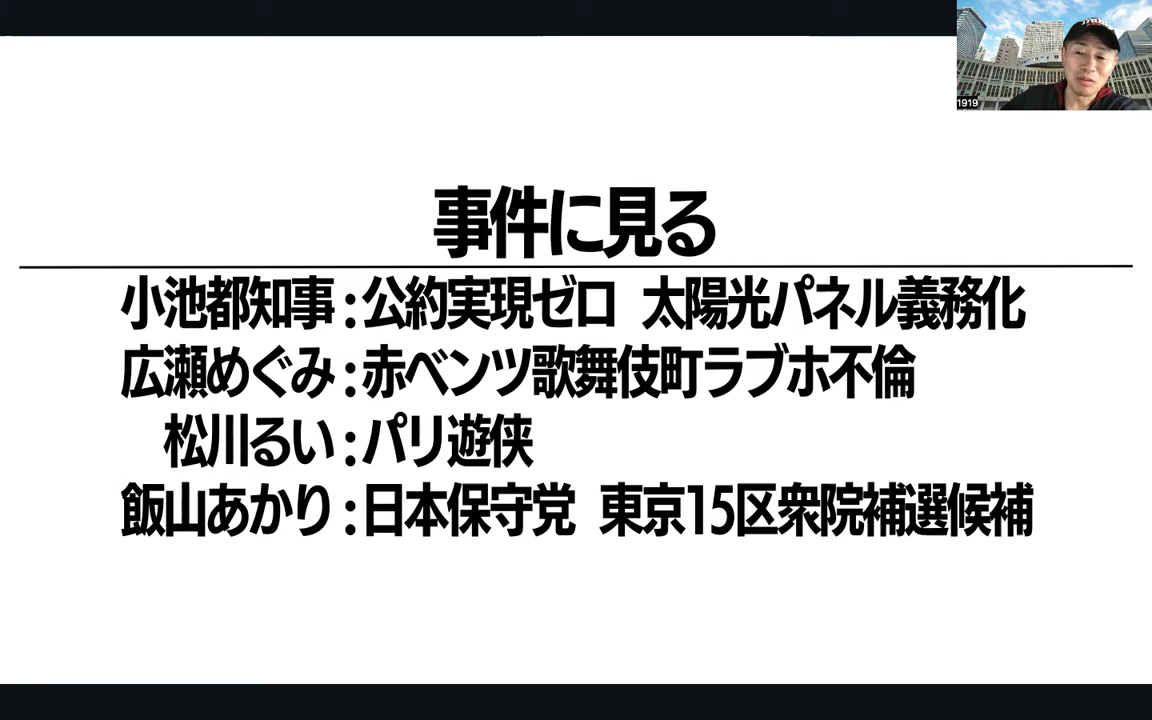 1919
事件に見る
小池都知事:公約実現ゼロ 太陽光パネル義務化
広瀬めぐみ:赤ベンツ歌舞伎町ラブホ不倫
松川るい:パリ遊侠
飯山あかり:日本保守党 東京15区衆院補選候補